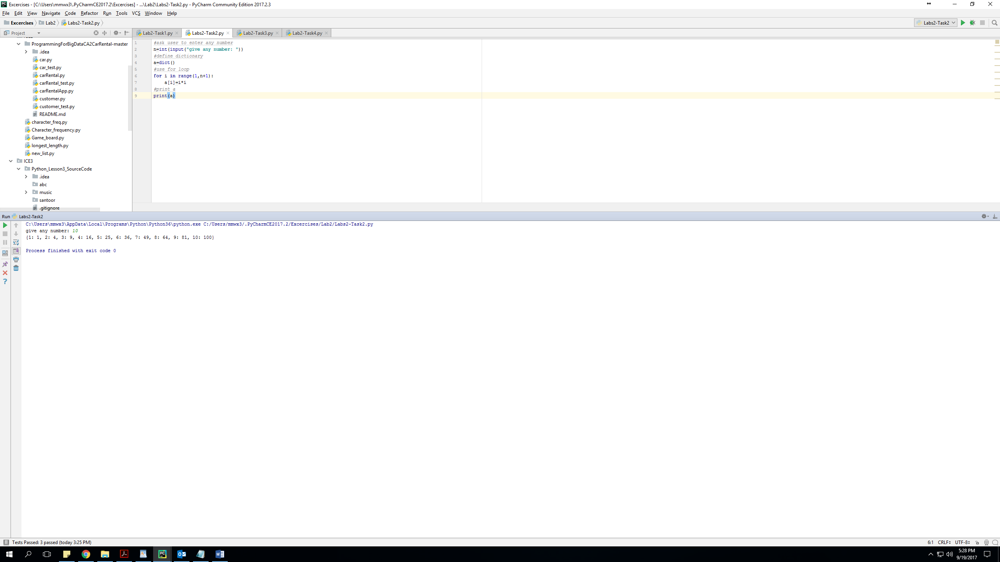 Excercises - [C:\Users\mmwx3\.PyCharmCE2017.2\Excercises] - ...\Lab2\Labs2-Task2.py - PyCharm Community Edition 2017.2.3
File Edit View Navigate Code Refactor Run Tools VCS Window Help
Excercises Lab2 Labs2-Task2.py
Labs2-Task2
Project
Lab2-Task1.py Labs2-Task2.py Lab2-Task3.py Lab2-Task4.py
ProgrammingForBigDataCA2CarRental-master
.idea
car.py
car_test.py
carRental.py
carRental_test.py
carRentalApp.py
customer.py
customer_test.py
README.md
character_freq.py
Character_frequency.py
Game_board.py
longest_length.py
new_list.py
ICE3
Python_Lesson3_SourceCode
.idea
abc
music
santoor
.gitignore
1 #ask user to enter any number
2 n=int(input("give any number: "))
3 #define dictionary
4 a=dict()
5 #use for loop
6 for i in range(1,n+1):
7 a[i]=i*i
8 #print a
9 print(a)
Run Labs2-Task2
C:\Users\mmwx3\AppData\Local\Programs\Python\Python36\python.exe C:/Users/mmwx3/.PyCharmCE2017.2/Excercises/Lab2/Labs2-Task2.py
give any number: 10
{1: 1, 2: 4, 3: 9, 4: 16, 5: 25, 6: 36, 7: 49, 8: 64, 9: 81, 10: 100}
Process finished with exit code 0
Tests Passed: 3 passed (today 3:25 PM)
6:1 CRLF UTF-8
5:28 PM
9/19/2017